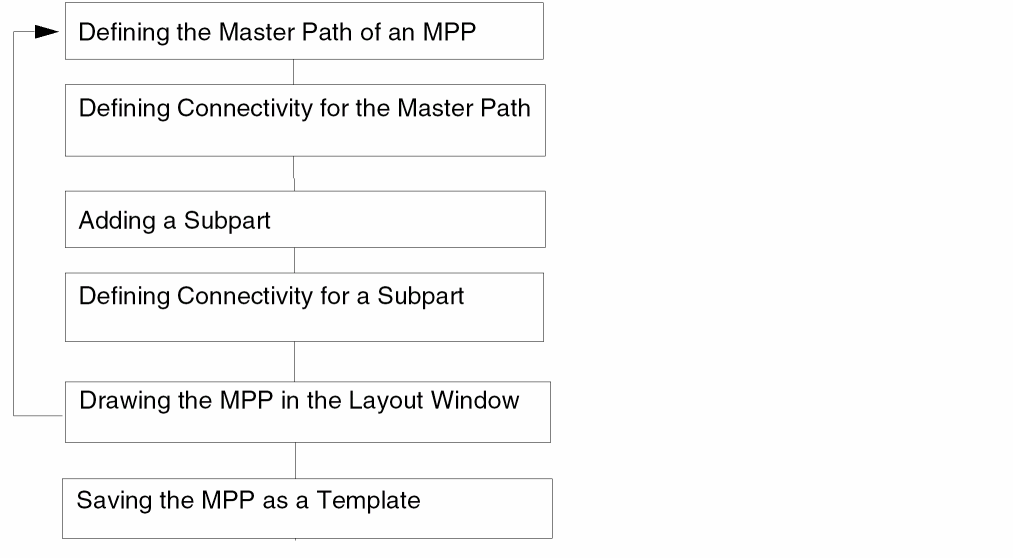 Defining the Master Path of an MPP
Defining Connectivity for the Master Path
Adding a Subpart
Defining Connectivity for a Subpart
Drawing the MPP in the Layout Window
Saving the MPP as a Template